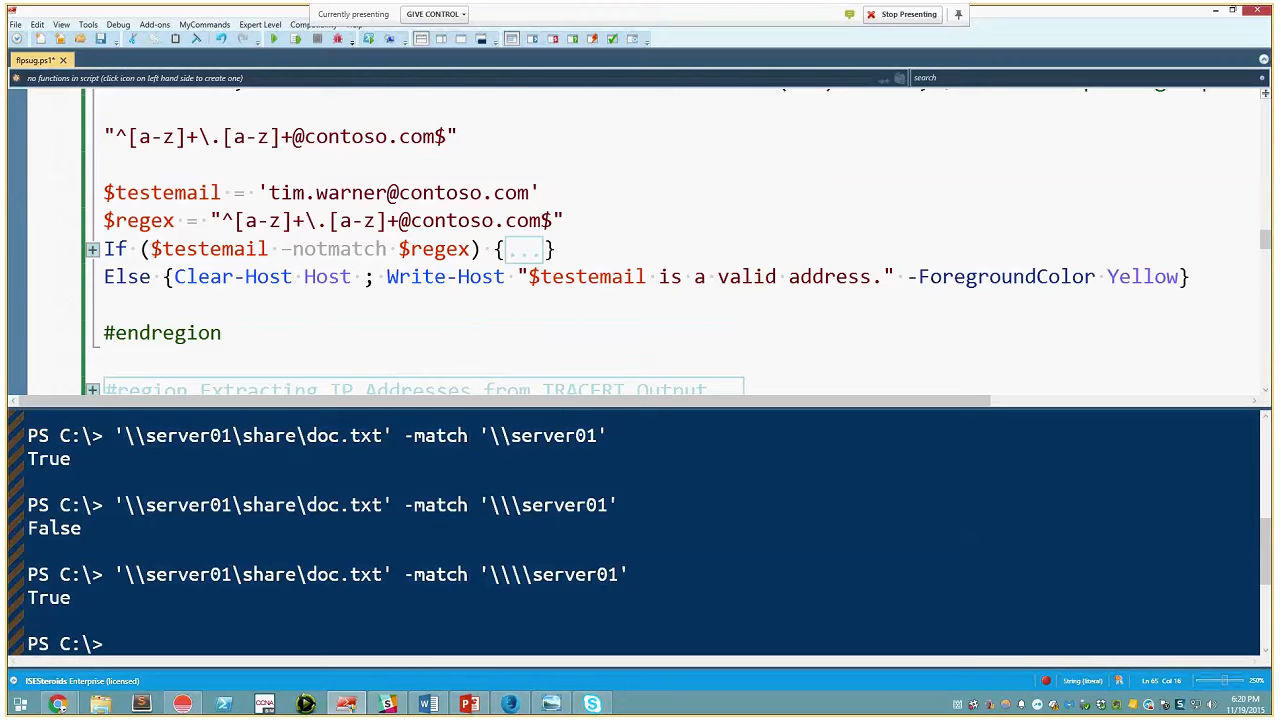 Currently presenting GIVE CONTROL Stop Presenting
File Edit View Tools Debug Add-ons MyCommands Expert Level
flpsug.ps1*
no functions in script (click icon on left hand side to create one) search
"^[a-z]+\.[a-z]+@contoso.com$"
$testemail = 'tim.warner@contoso.com'
$regex = "^[a-z]+\.[a-z]+@contoso.com$"
If ($testemail –notmatch $regex) {...}
Else {Clear-Host Host ; Write-Host "$testemail is a valid address." -ForegroundColor Yellow}
#endregion
#region Extracting IP Addresses from TRACERT Output
PS C:\> '\\server01\share\doc.txt' -match '\\server01'
True
PS C:\> '\\server01\share\doc.txt' -match '\\\server01'
False
PS C:\> '\\server01\share\doc.txt' -match '\\\\server01'
True
PS C:\>
ISESteroids Enterprise (licensed) String(literal) Ln 65 Col 16 250%
CCNA
6:20 PM
11/19/2015